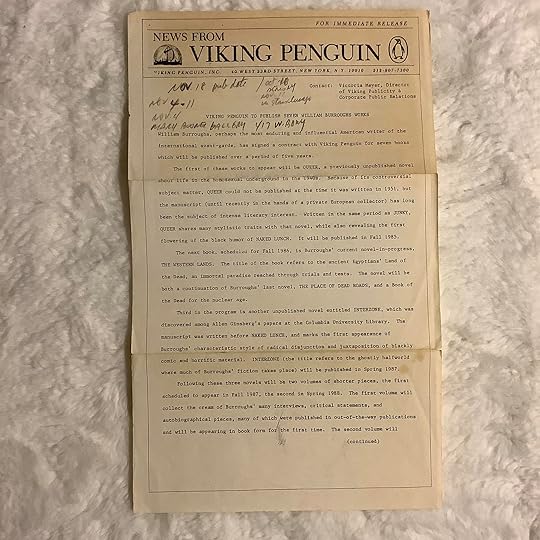 FOR IMMEDIATE RELEASE
NEWS FROM
VIKING PENGUIN
VIKING PENGUIN, INC. 40 WEST 23RD STREET, NEW YORK, N.Y. 10010 212-807-7300
NOV 18 pub date
Nov 4-11
Nov 4
Contact: Victoria Meyer, Director
of Viking Publicity &
Corporate Public Relations
VIKING PENGUIN TO PUBLISH SEVEN WILLIAM BURROUGHS WORKS
William Burroughs, perhaps the most enduring and influential American writer of the
international avant-garde, has signed a contract with Viking Penguin for seven books
which will be published over a period of five years.
The first of these works to appear will be QUEER, a previously unpublished novel
about life in the homosexual underground in the 1940s. Because of its controversial
subject matter, QUEER could not be published at the time it was written in 1951, but
the manuscript (until recently in the hands of a private European collector) has long
been the subject of intense literary interest. Written in the same period as JUNKY,
QUEER shares many stylistic traits with that novel, while also revealing the first
flowering of the black humor of NAKED LUNCH. It will be published in Fall 1985.
The next book, scheduled for Fall 1986, is Burroughs' current novel-in-progress,
THE WESTERN LANDS. The title of the book refers to the ancient Egyptians' Land of
the Dead, an immortal paradise reached through trials and tests. The novel will be
both a continuation of Burroughs' last novel, THE PLACE OF DEAD ROADS, and a Book of
the Dead for the nuclear age.
Third in the program is another unpublished novel entitled INTERZONE, which was
discovered among Allen Ginsberg's papers at the Columbia University Library. The
manuscript was written before NAKED LUNCH, and marks the first appearance of
Burroughs' characteristic style of radical disjunction and juxtaposition of blackly
comic and horrific material. INTERZONE (the title refers to the ghostly halfworld
where much of Burroughs' fiction takes place) will be published in Spring 1987.
Following these three novels will be two volumes of shorter pieces, the first
scheduled to appear in Fall 1987, the second in Spring 1988. The first volume will
collect the cream of Burroughs' many interviews, critical statements, and
autobiographical pieces, many of which were published in out-of-the-way publications
and will be appearing in book form for the first time. The second volume will
(continued)